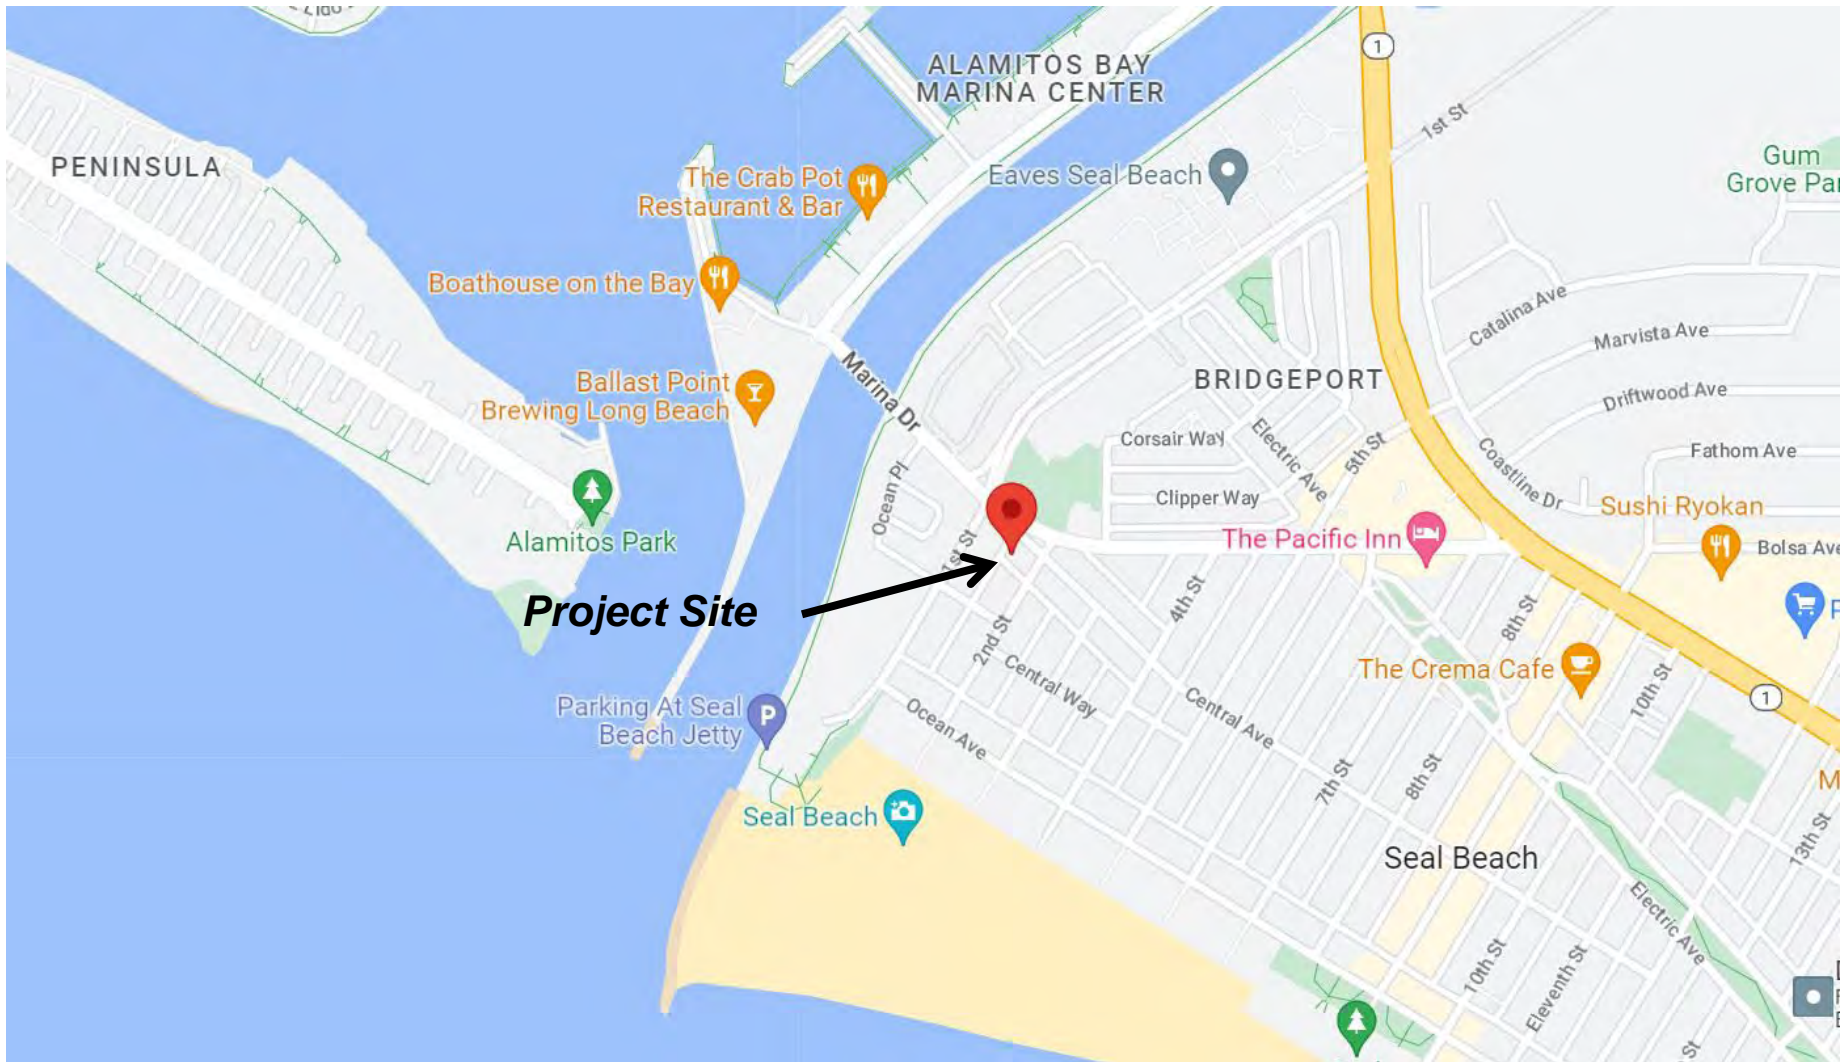 ALAMITOS BAY
MARINA CENTER
1
1st St
PENINSULA
The Crab Pot
Restaurant & Bar
Eaves Seal Beach
Gum
Grove Par
Boathouse on the Bay
Catalina Ave
Marvista Ave
Marina Dr
BRIDGEPORT
Ballast Point
Brewing Long Beach
Driftwood Ave
Corsair Way
Electric Ave
5th St
Coastline Dr
Fathom Ave
Ocean Pl
Clipper Way
Sushi Ryokan
Alamitos Park
1st St
The Pacific Inn
Bolsa Ave
Project Site
2nd St
4th St
8th St
P
Central Way
The Crema Cafe
10th St
1
Parking At Seal
Beach Jetty
P
Ocean Ave
Central Ave
7th St
8th St
M
Seal Beach
13th St
Seal Beach
Electric Ave
10th St
Eleventh St
St